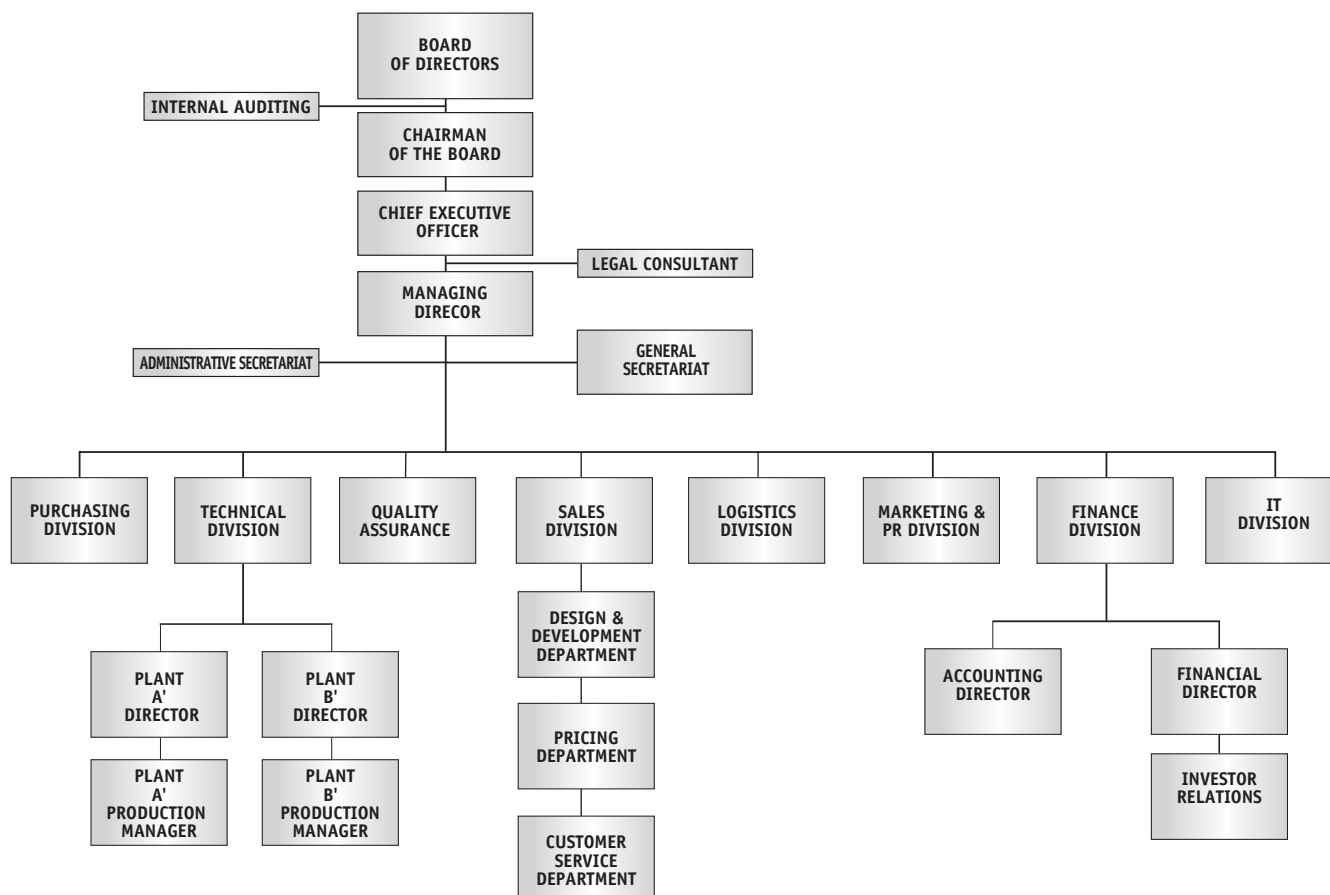 BOARD
OF DIRECTORS
INTERNAL AUDITING
CHAIRMAN
OF THE BOARD
CHIEF EXECUTIVE
OFFICER
LEGAL CONSULTANT
MANAGING
DIRECOR
ADMINISTRATIVE SECRETARIAT
GENERAL
SECRETARIAT
PURCHASING
DIVISION
TECHNICAL
DIVISION
QUALITY
ASSURANCE
SALES
DIVISION
LOGISTICS
DIVISION
MARKETING &
PR DIVISION
FINANCE
DIVISION
IT
DIVISION
PLANT
A'
DIRECTOR
PLANT
B'
DIRECTOR
DESIGN &
DEVELOPMENT
DEPARTMENT
ACCOUNTING
DIRECTOR
FINANCIAL
DIRECTOR
PLANT
A'
PRODUCTION
MANAGER
PLANT
B'
PRODUCTION
MANAGER
PRICING
DEPARTMENT
INVESTOR
RELATIONS
CUSTOMER
SERVICE
DEPARTMENT